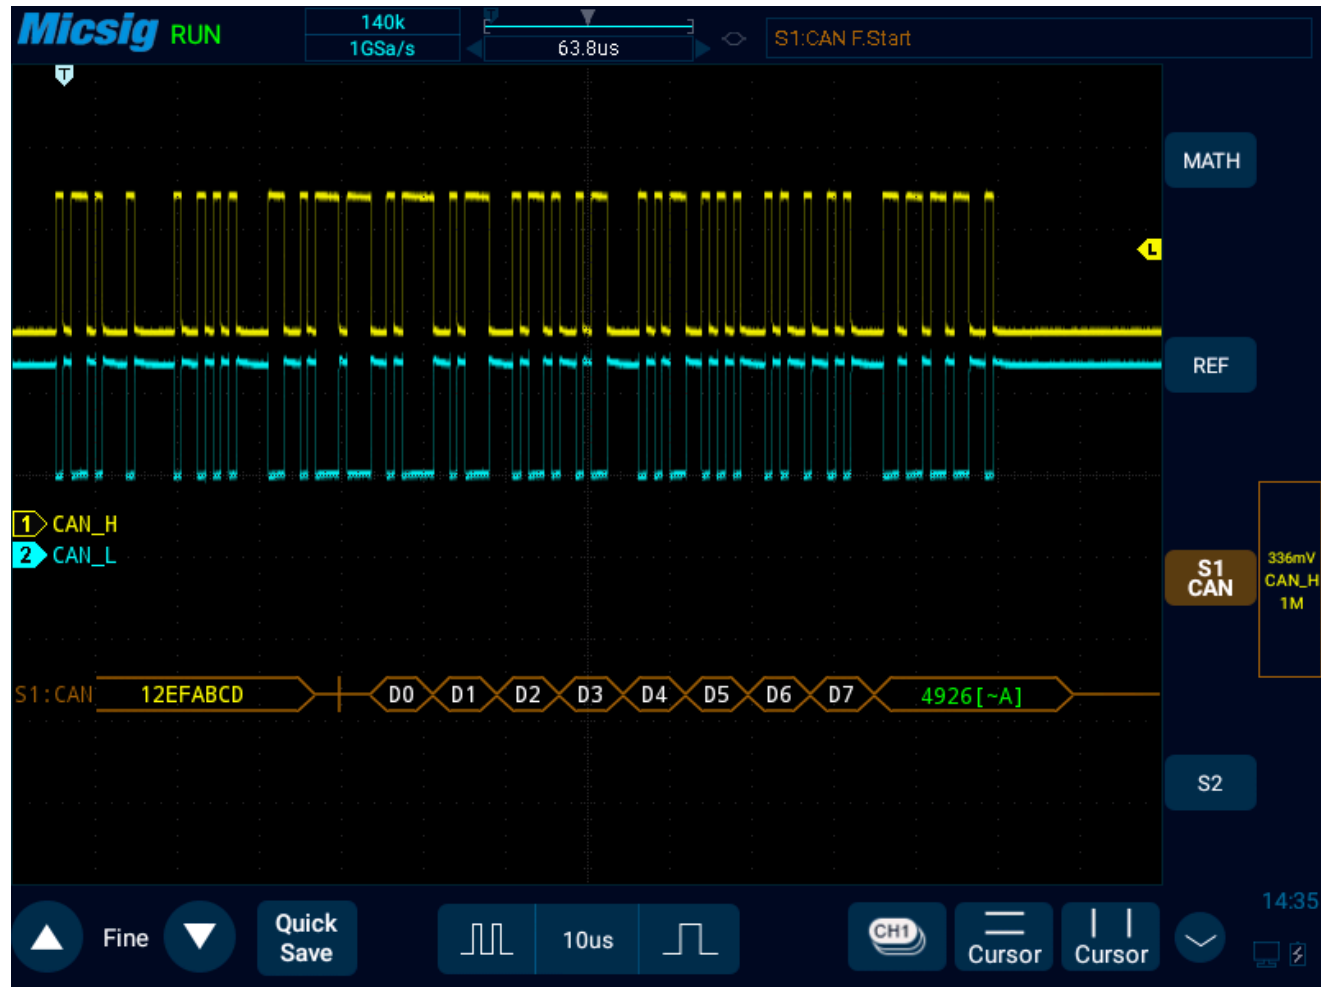 Micsig RUN
140k
1GSa/s
T
63.8us
S1:CAN F.Start
T
MATH
L
REF
1 CAN_H
2 CAN_L
S1
CAN
336mV
CAN_H
1M
S1:CAN 12EFABCD D0 D1 D2 D3 D4 D5 D6 D7 4926[~A]
S2
14:35
Fine
Quick
Save
10us
CH1
Cursor
Cursor